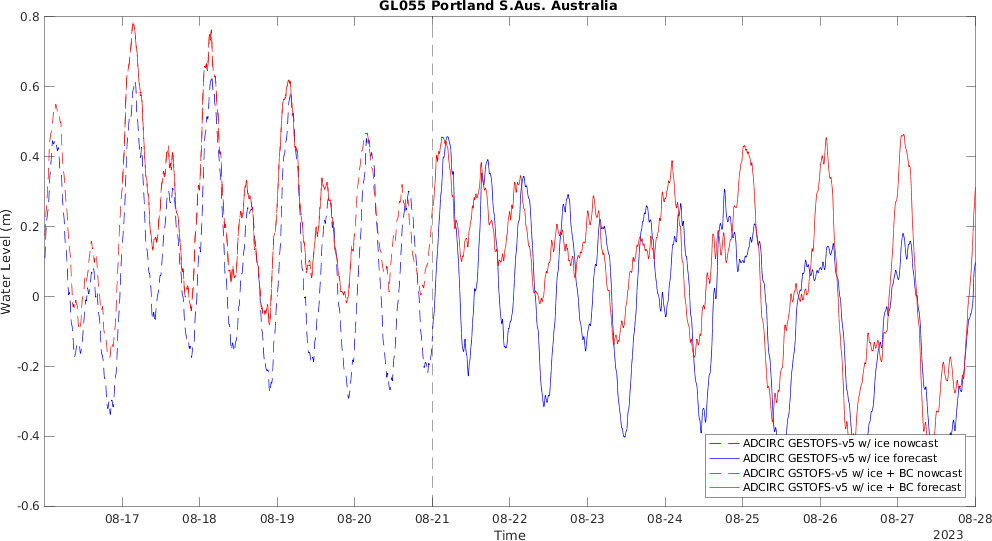 GL055 Portland S.Aus. Australia
0.8
0.6
0.4
0.2
0
-0.2
-0.4
-0.6
Water Level (m)
ADCIRC GESTOFS-v5 w/ ice nowcast
ADCIRC GESTOFS-v5 w/ ice forecast
ADCIRC GSTOFS-v5 w/ ice + BC nowcast
ADCIRC GSTOFS-v5 w/ ice + BC forecast
08-17 08-18 08-19 08-20 08-21 08-22 08-23 08-24 08-25 08-26 08-27 08-28
Time
2023